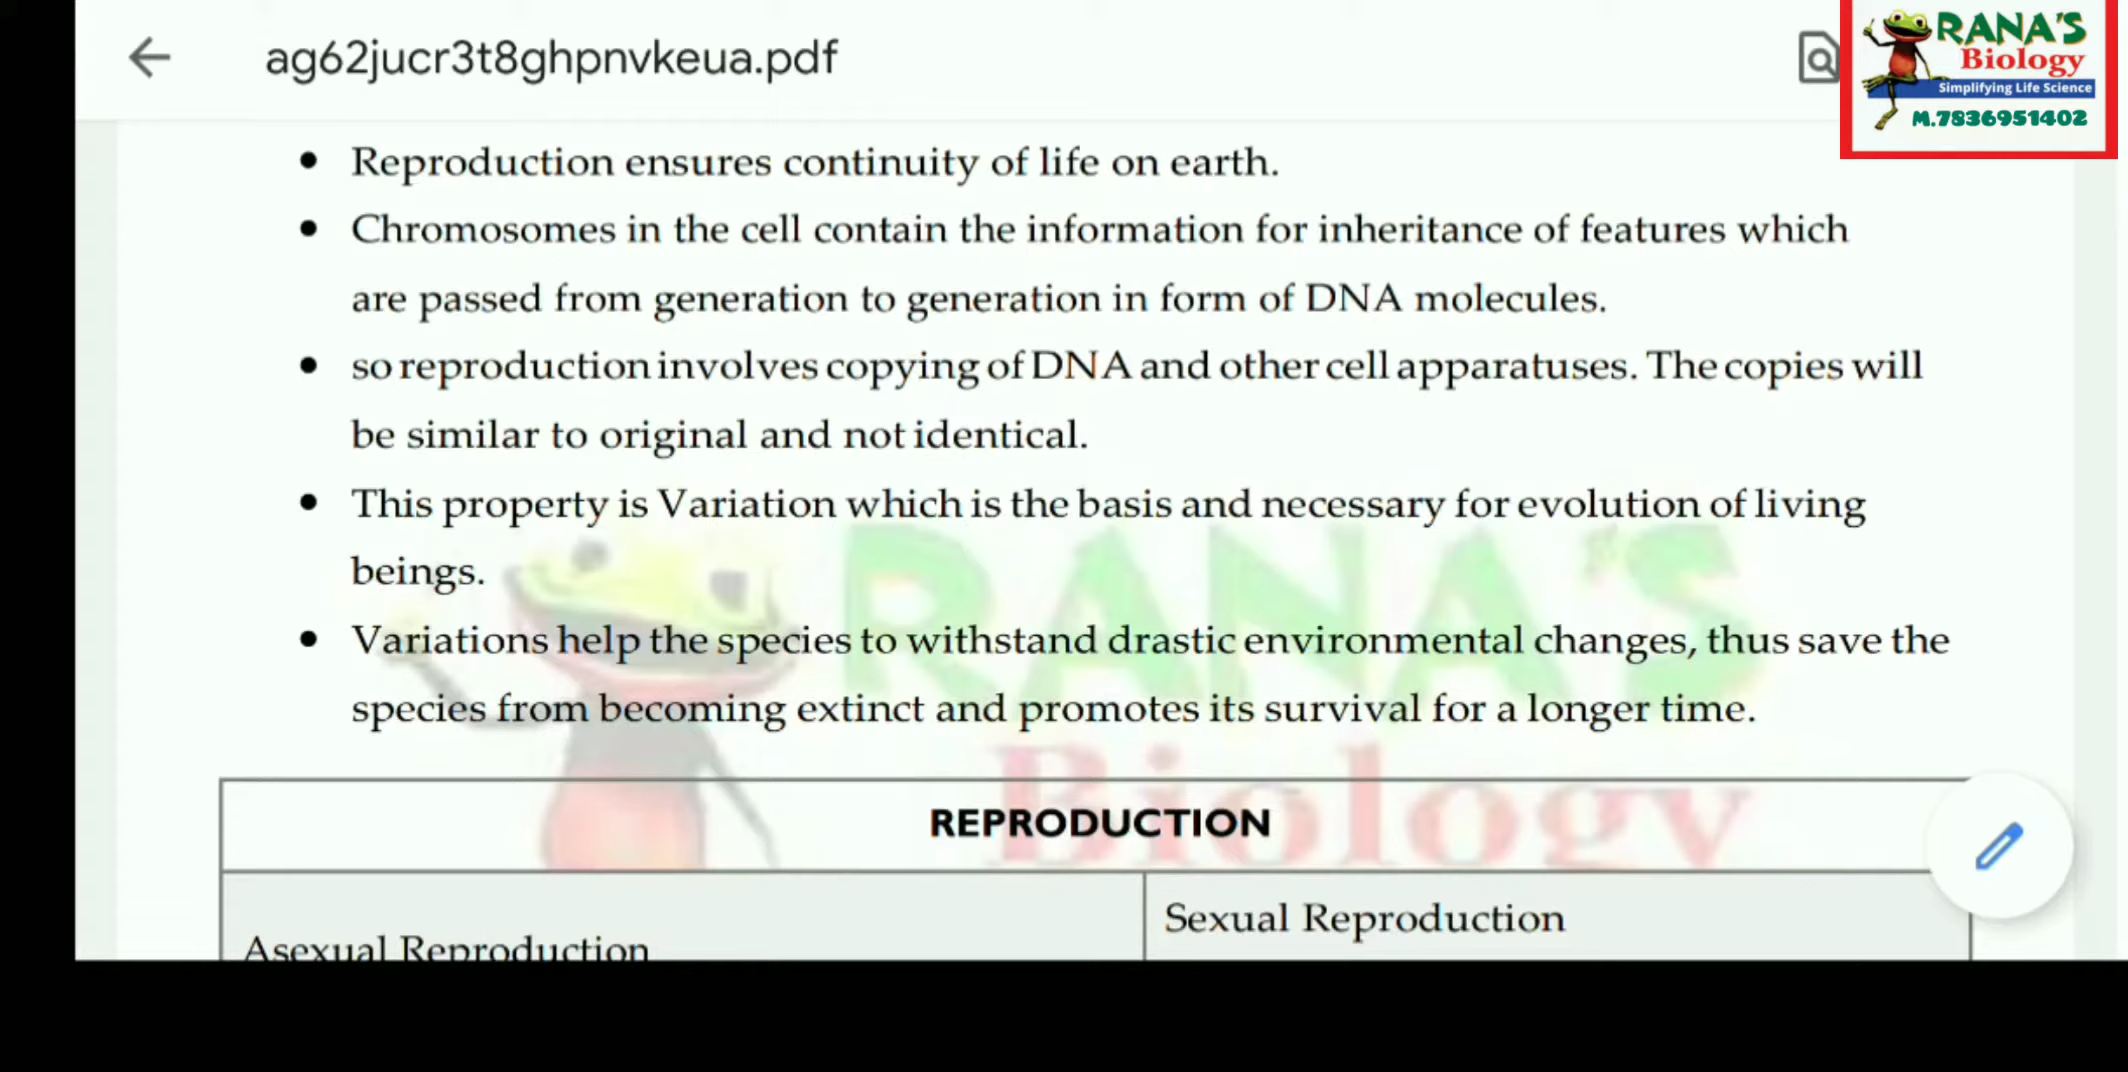 ag62jucr3t8ghpnvkeua.pdf
RANA'S
Biology
Simplifying Life Science
M.7836951402
• Reproduction ensures continuity of life on earth.
• Chromosomes in the cell contain the information for inheritance of features which
are passed from generation to generation in form of DNA molecules.
• so reproduction involves copying of DNA and other cell apparatuses. The copies will
be similar to original and not identical.
• This property is Variation which is the basis and necessary for evolution of living
beings.
• Variations help the species to withstand drastic environmental changes, thus save the
species from becoming extinct and promotes its survival for a longer time.
RANA'S
Biology
REPRODUCTION
Sexual Reproduction
Asexual Reproduction